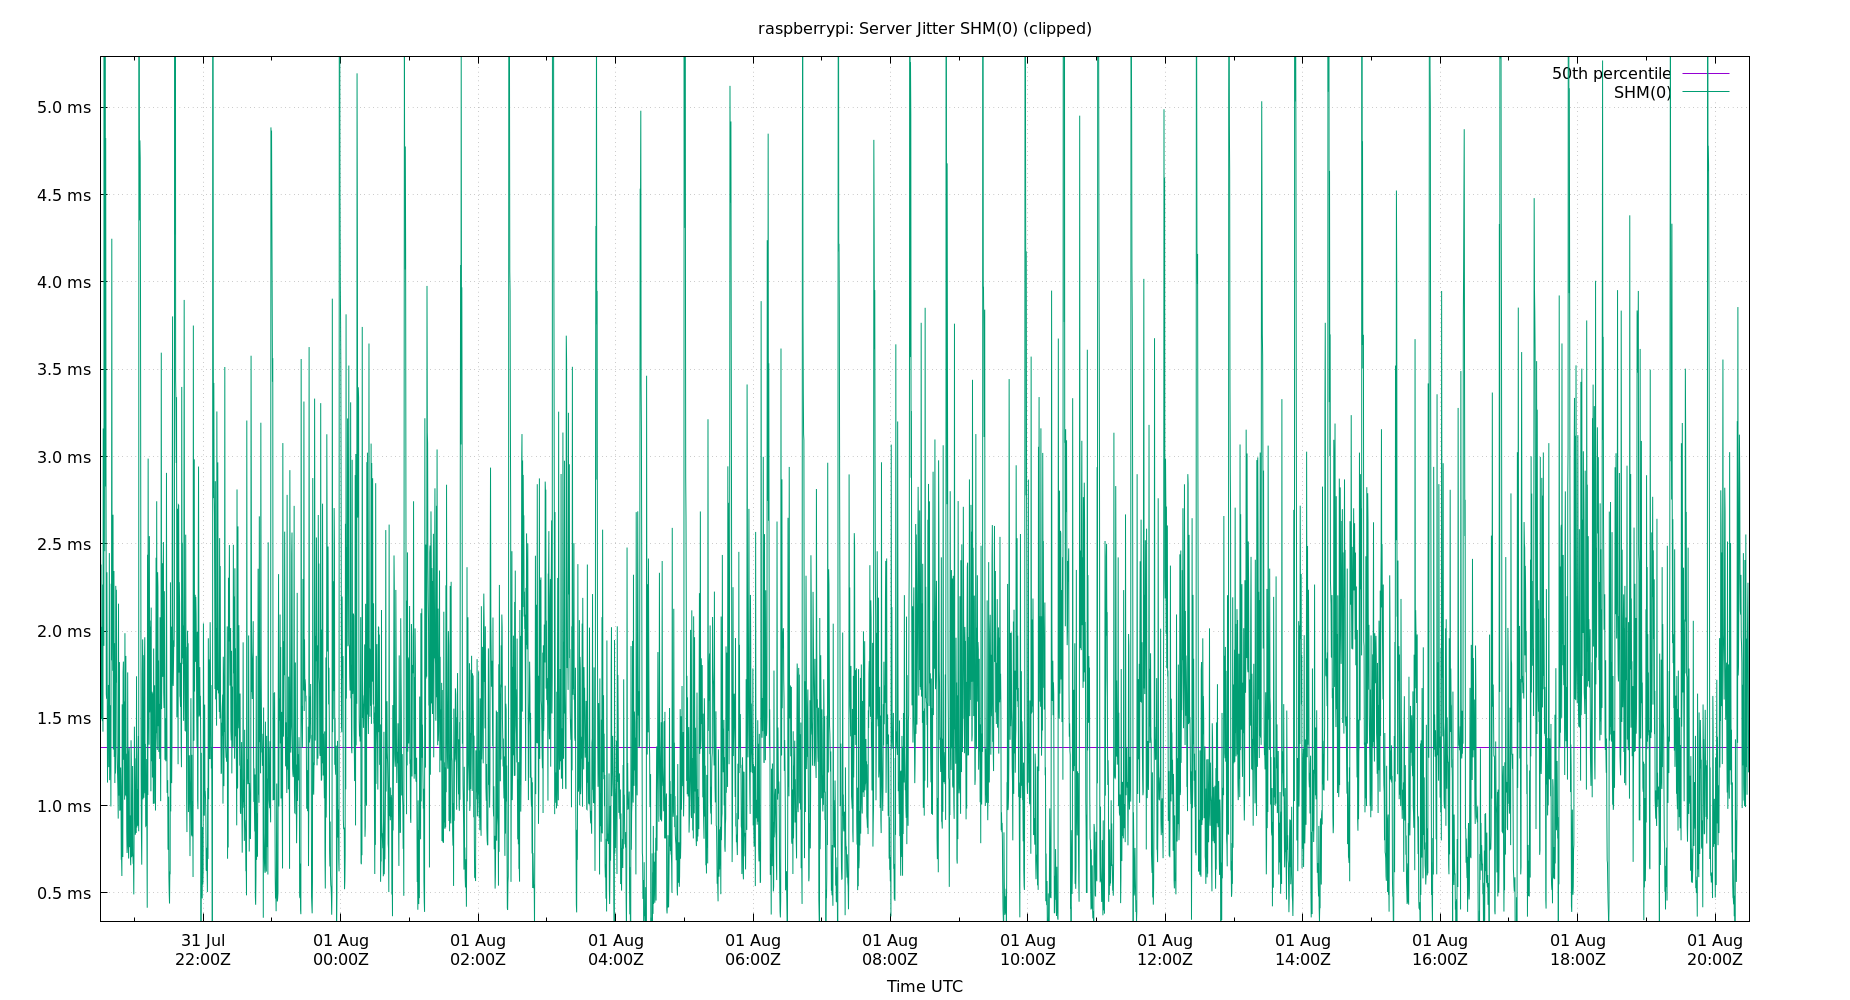 raspberrypi: Server Jitter SHM(0) (clipped)
50th percentile
SHM(0)
5.0 ms
4.5 ms
4.0 ms
3.5 ms
3.0 ms
2.5 ms
2.0 ms
1.5 ms
1.0 ms
0.5 ms
31 Jul 01 Aug 01 Aug 01 Aug 01 Aug 01 Aug 01 Aug 01 Aug 01 Aug 01 Aug 01 Aug 01 Aug
22:00Z 00:00Z 02:00Z 04:00Z 06:00Z 08:00Z 10:00Z 12:00Z 14:00Z 16:00Z 18:00Z 20:00Z
Time UTC